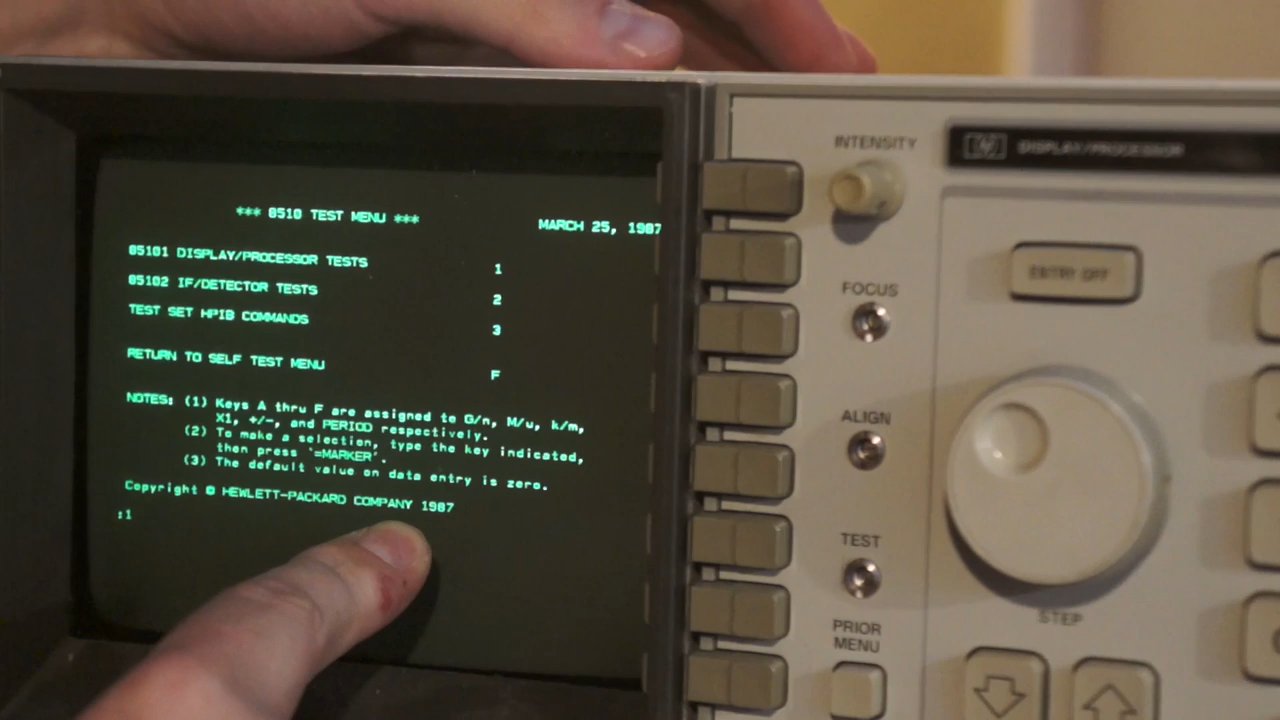 *** 8510 TEST MENU ***
MARCH 25, 1987
85101 DISPLAY/PROCESSOR TESTS 1
85102 IF/DETECTOR TESTS 2
TEST SET HPIB COMMANDS 3
RETURN TO SELF TEST MENU F
NOTES: (1) Keys A thru F are assigned to G/n, M/u, k/m,
X1, +/-, and PERIOD respectively.
(2) To make a selection, type the key indicated,
then press '=MARKER'.
(3) The default value on data entry is zero.
Copyright © HEWLETT-PACKARD COMPANY 1987
:1
INTENSITY
FOCUS
ALIGN
TEST
PRIOR
MENU
hp DISPLAY/PROCESSOR
ENTRY OFF
STEP